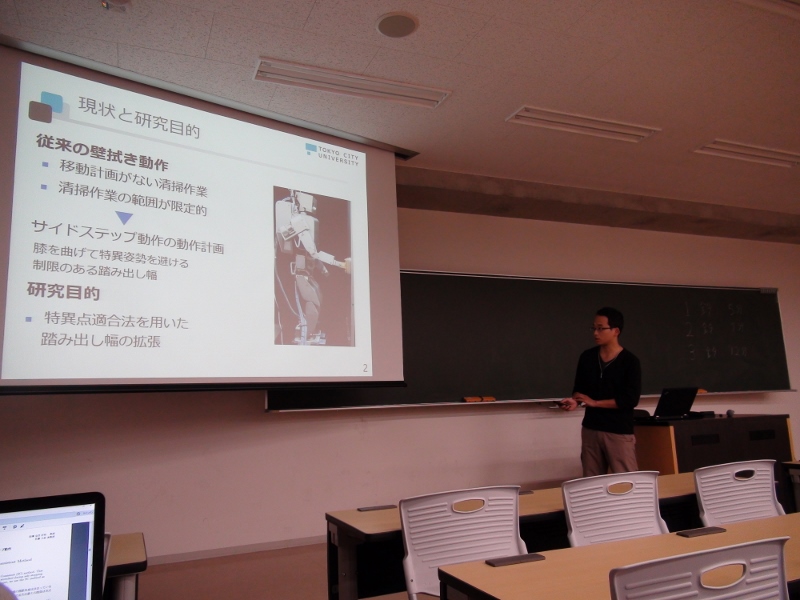 現状と研究目的
TOKYO CITY
UNIVERSITY
従来の壁拭き動作
移動計画がない清掃作業
清掃作業の範囲が限定的
サイドステップ動作の動作計画
膝を曲げて特異姿勢を避ける
制限のある踏み出し幅
研究目的
特異点適合法を用いた
踏み出し幅の拡張
2